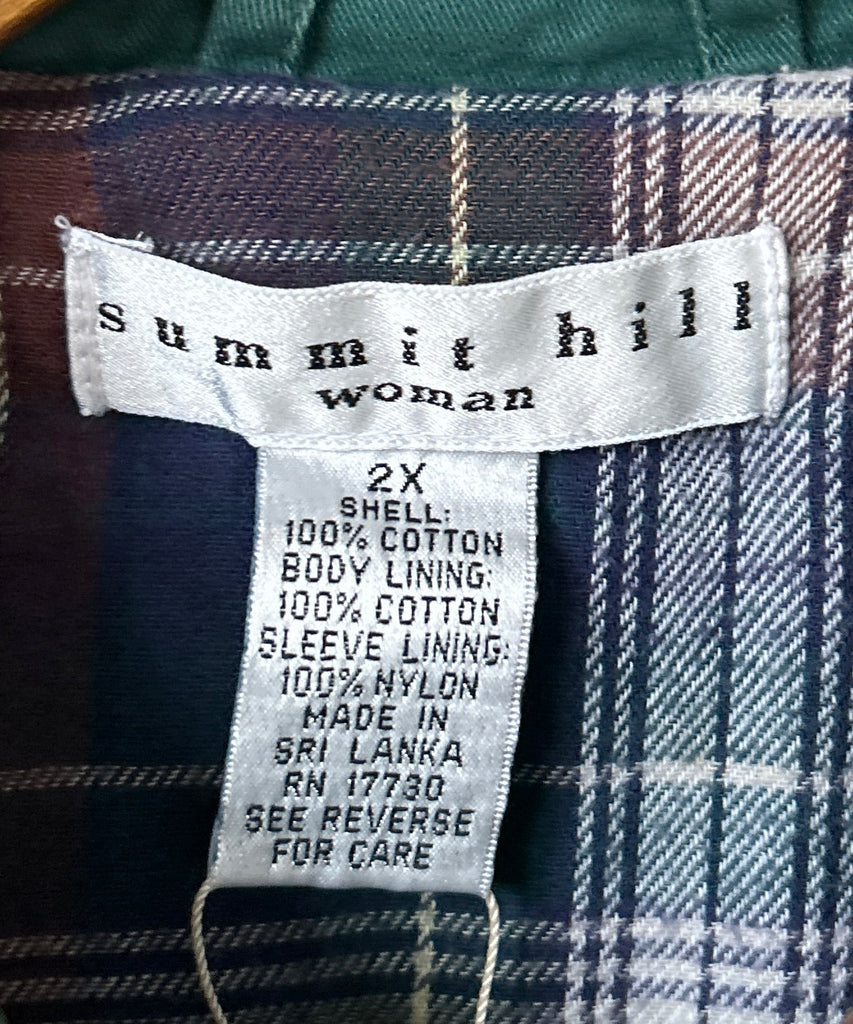 summit hill
woman
2X
SHELL:
100% COTTON
BODY LINING:
100% COTTON
SLEEVE LINING:
100% NYLON
MADE IN
SRI LANKA
RN 17730
SEE REVERSE
FOR CARE